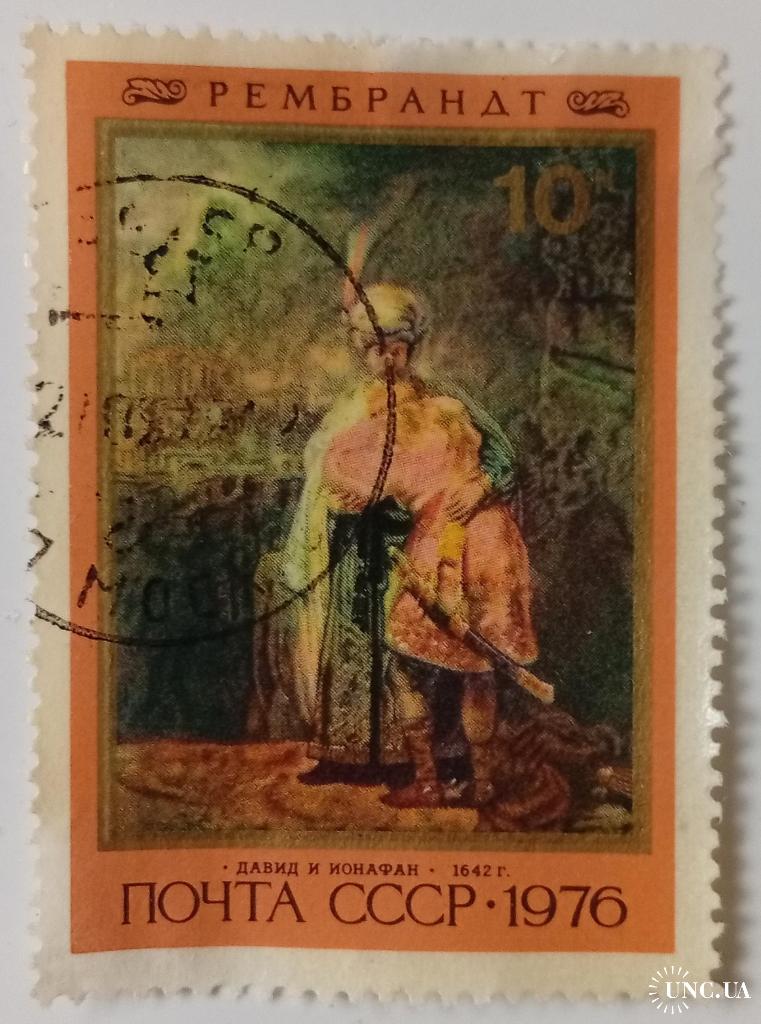 РЕМБРАНДТ
10к
· ДАВИД И ИОНАФАН · 1642 г.
ПОЧТА СССР·1976
UNC.UA